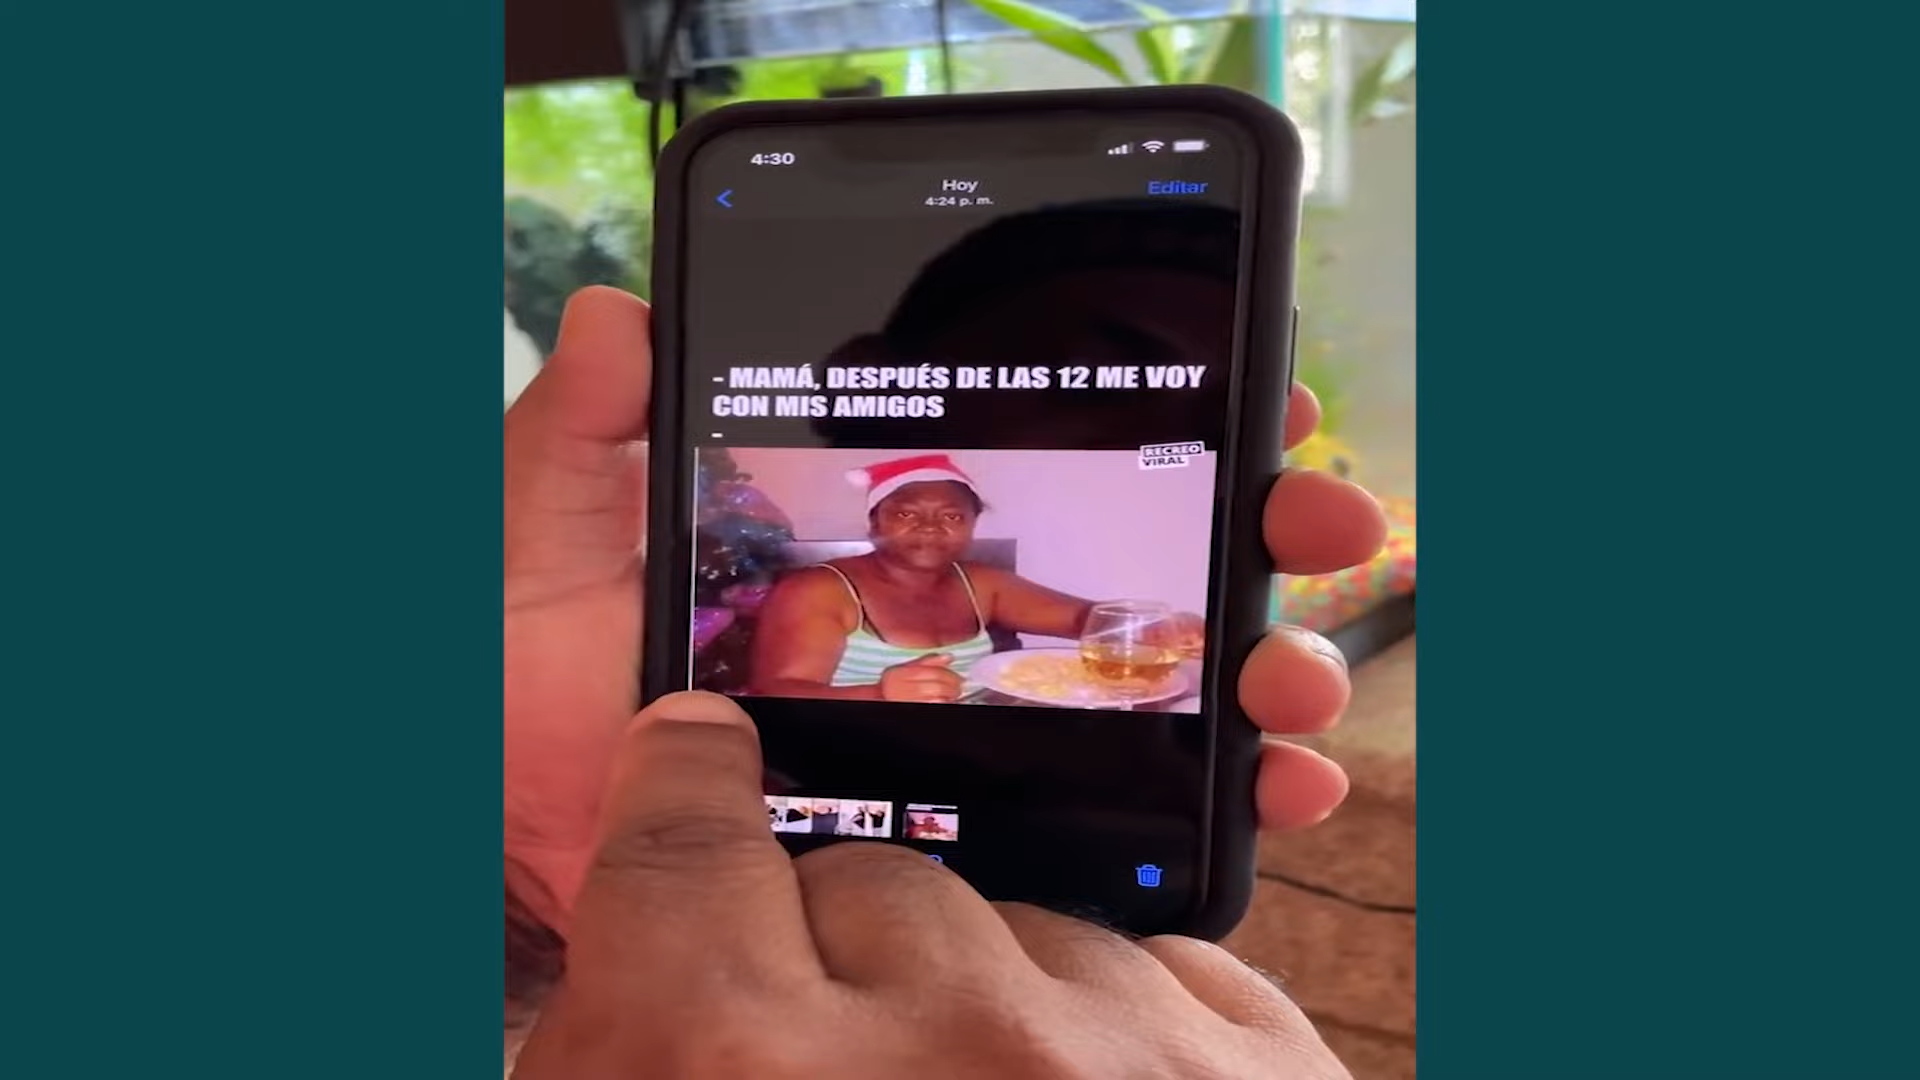 4:30
Hoy
4:24 p. m.
Editar
- MAMÁ, DESPUÉS DE LAS 12 ME VOY
CON MIS AMIGOS
-
RECREO
VIRAL